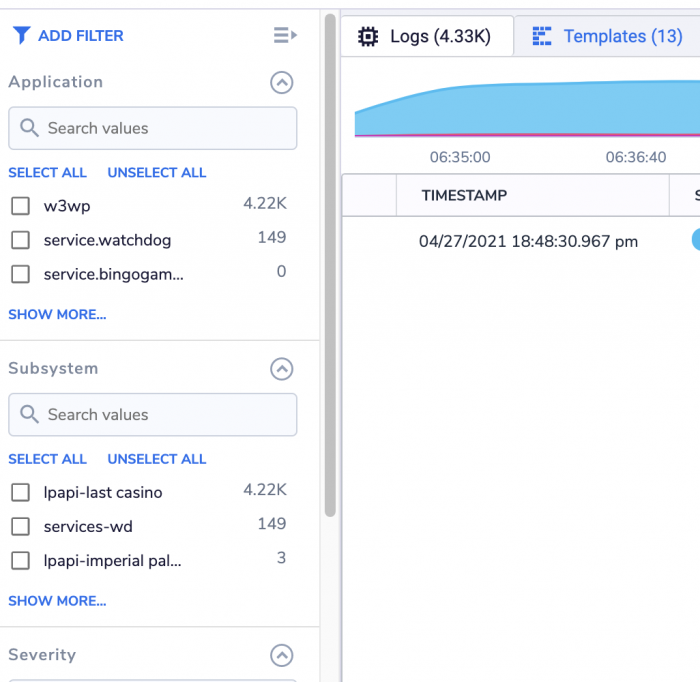 ADD FILTER
Application
Search values
SELECT ALL UNSELECT ALL
w3wp 4.22K
service.watchdog 149
service.bingogam... 0
SHOW MORE...
Subsystem
Search values
SELECT ALL UNSELECT ALL
lpapi-last casino 4.22K
services-wd 149
lpapi-imperial pal... 3
SHOW MORE...
Severity
Logs (4.33K) Templates (13)
06:35:00 06:36:40
TIMESTAMP
04/27/2021 18:48:30.967 pm